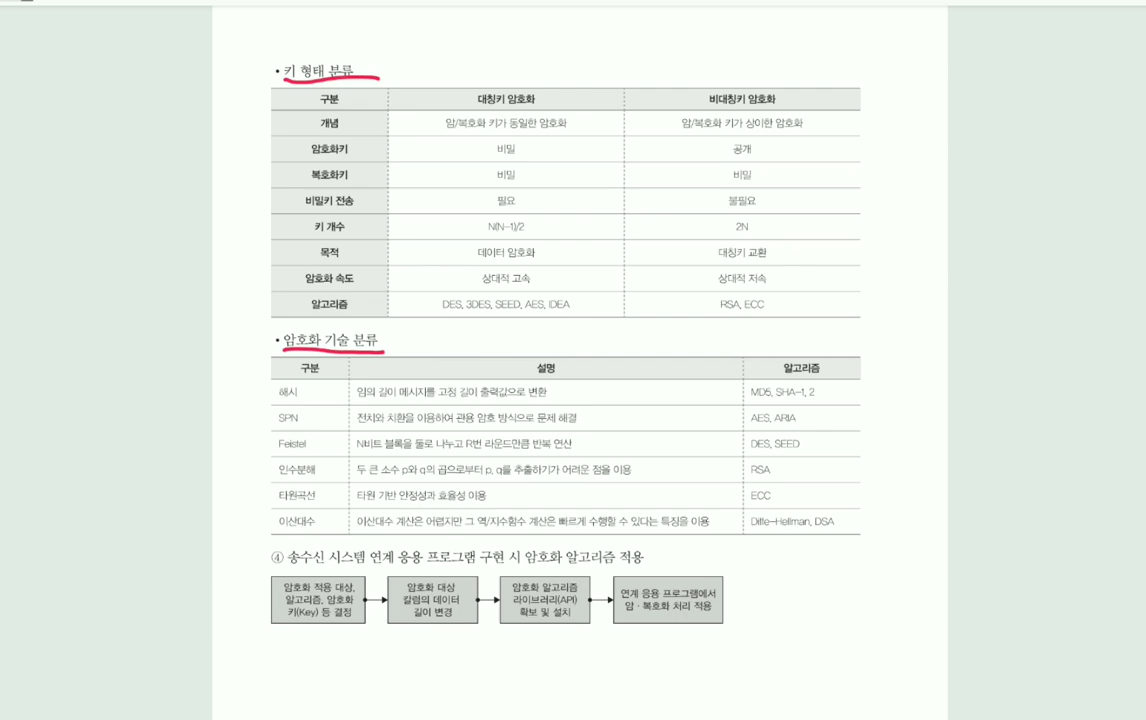 • 키 형태 분류
구분 대칭키 암호화 비대칭키 암호화
개념 암/복호화 키가 동일한 암호화 암/복호화 키가 상이한 암호화
암호화키 비밀 공개
복호화키 비밀 비밀
비밀키 전송 필요 불필요
키 개수 N(N-1)/2 2N
목적 데이터 암호화 대칭키 교환
암호화 속도 상대적 고속 상대적 저속
알고리즘 DES, 3DES, SEED, AES, IDEA RSA, ECC
• 암호화 기술 분류
구분 설명 알고리즘
해시 임의 길이 메시지를 고정 길이 출력값으로 변환 MD5, SHA-1, 2
SPN 전치와 치환을 이용하여 관용 암호 방식으로 문제 해결 AES, ARIA
Feistel N비트 블록을 둘로 나누고 R번 라운드만큼 반복 연산 DES, SEED
인수분해 두 큰 소수 p와 q의 곱으로부터 p, q를 추출하기가 어려운 점을 이용 RSA
타원곡선 타원 기반 안정성과 효율성 이용 ECC
이산대수 이산대수 계산은 어렵지만 그 역/지수함수 계산은 빠르게 수행할 수 있다는 특징을 이용 Diffie-Hellman, DSA
④ 송수신 시스템 연계 응용 프로그램 구현 시 암호화 알고리즘 적용
암호화 적용 대상,
알고리즘, 암호화
키(Key) 등 결정
암호화 대상
칼럼의 데이터
길이 변경
암호화 알고리즘
라이브러리(API)
확보 및 설치
연계 응용 프로그램에서
암·복호화 처리 적용